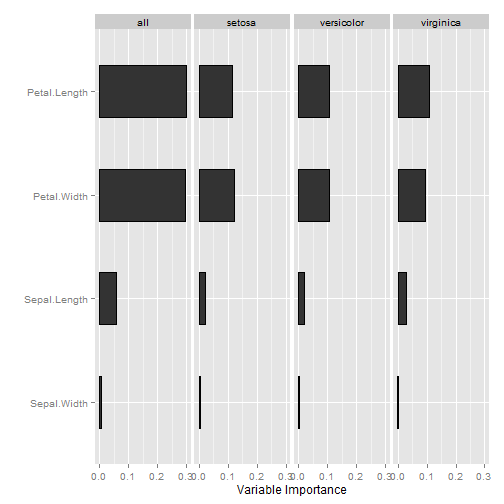 all setosa versicolor virginica
Petal.Length
Petal.Width
Sepal.Length
Sepal.Width
0.0 0.1 0.2 0.3 0.0 0.1 0.2 0.3 0.0 0.1 0.2 0.3 0.0 0.1 0.2 0.3
Variable Importance